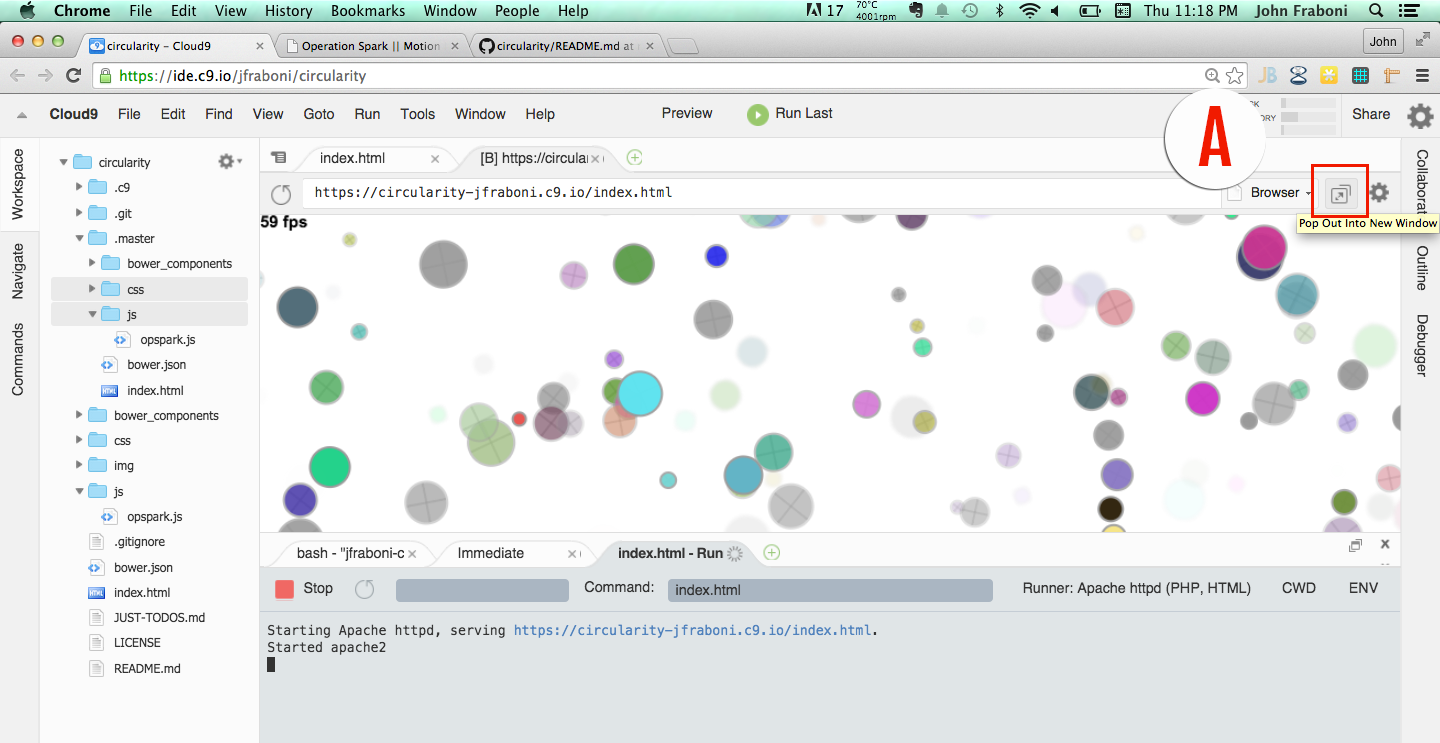 Chrome File Edit View History Bookmarks Window People Help 17 70°C 4001rpm Thu 11:18 PM John Fraboni
circularity – Cloud9 Operation Spark || Motion circularity/README.md at John
https://ide.c9.io/jfraboni/circularity JB
Cloud9 File Edit Find View Goto Run Tools Window Help Preview Run Last Share
A
Workspace
Navigate
Commands
circularity
.c9
.git
.master
bower_components
css
js
opspark.js
bower.json
index.html
bower_components
css
img
js
opspark.js
.gitignore
bower.json
index.html
JUST-TODOS.md
LICENSE
README.md
index.html [B] https://circula
https://circularity-jfraboni.c9.io/index.html Browser
Pop Out Into New Window
59 fps
Collaborat
Outline
Debugger
bash - "jfraboni-c Immediate index.html - Run
Stop Command: index.html Runner: Apache httpd (PHP, HTML) CWD ENV
Starting Apache httpd, serving https://circularity-jfraboni.c9.io/index.html.
Started apache2